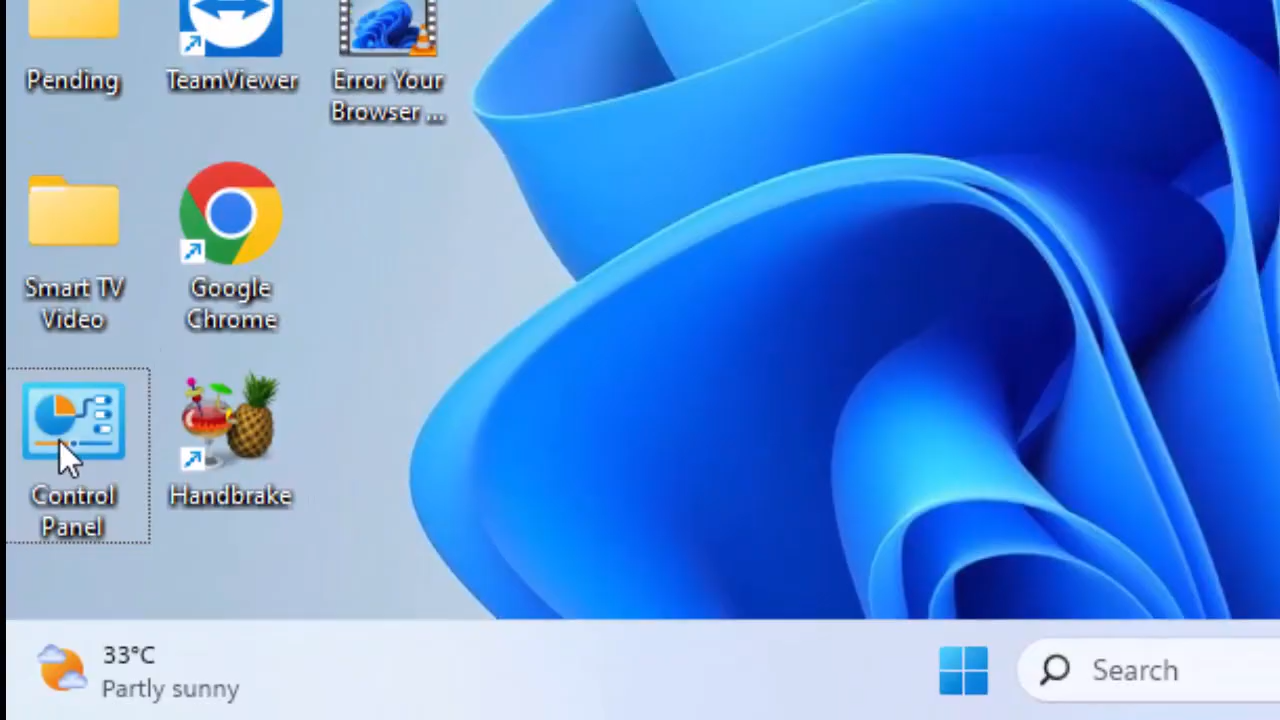 Pending
TeamViewer
Error Your
Browser ...
Smart TV
Video
Google
Chrome
Control
Panel
Handbrake
33°C
Partly sunny
Search